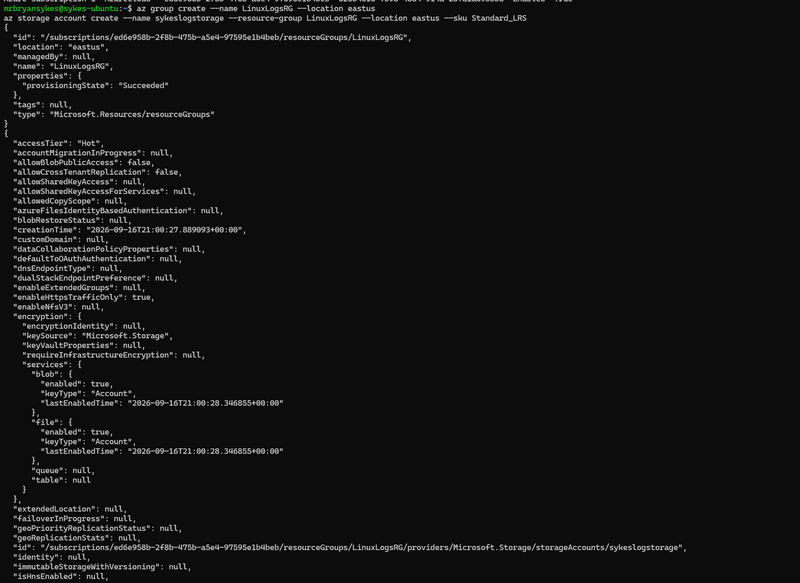 mrbryansykes@sykes-ubuntu:~$ az group create --name LinuxLogsRG --location eastus
az storage account create --name sykeslogstorage --resource-group LinuxLogsRG --location eastus --sku Standard_LRS
{
  "id": "/subscriptions/ed6e958b-2f8b-475b-a5e4-97595e1b4beb/resourceGroups/LinuxLogsRG",
  "location": "eastus",
  "managedBy": null,
  "name": "LinuxLogsRG",
  "properties": {
    "provisioningState": "Succeeded"
  },
  "tags": null,
  "type": "Microsoft.Resources/resourceGroups"
}
{
  "accessTier": "Hot",
  "accountMigrationInProgress": null,
  "allowBlobPublicAccess": false,
  "allowCrossTenantReplication": false,
  "allowSharedKeyAccess": null,
  "allowSharedKeyAccessForServices": null,
  "allowedCopyScope": null,
  "azureFilesIdentityBasedAuthentication": null,
  "blobRestoreStatus": null,
  "creationTime": "2026-09-16T21:00:27.889093+00:00",
  "customDomain": null,
  "dataCollaborationPolicyProperties": null,
  "defaultToOAuthAuthentication": null,
  "dnsEndpointType": null,
  "dualStackEndpointPreference": null,
  "enableExtendedGroups": null,
  "enableHttpsTrafficOnly": true,
  "enableNfsV3": null,
  "encryption": {
    "encryptionIdentity": null,
    "keySource": "Microsoft.Storage",
    "keyVaultProperties": null,
    "requireInfrastructureEncryption": null,
    "services": {
      "blob": {
        "enabled": true,
        "keyType": "Account",
        "lastEnabledTime": "2026-09-16T21:00:28.346855+00:00"
      },
      "file": {
        "enabled": true,
        "keyType": "Account",
        "lastEnabledTime": "2026-09-16T21:00:28.346855+00:00"
      },
      "queue": null,
      "table": null
    }
  },
  "extendedLocation": null,
  "failoverInProgress": null,
  "geoPriorityReplicationStatus": null,
  "geoReplicationStats": null,
  "id": "/subscriptions/ed6e958b-2f8b-475b-a5e4-97595e1b4beb/resourceGroups/LinuxLogsRG/providers/Microsoft.Storage/storageAccounts/sykeslogstorage",
  "identity": null,
  "immutableStorageWithVersioning": null,
  "isHnsEnabled": null,